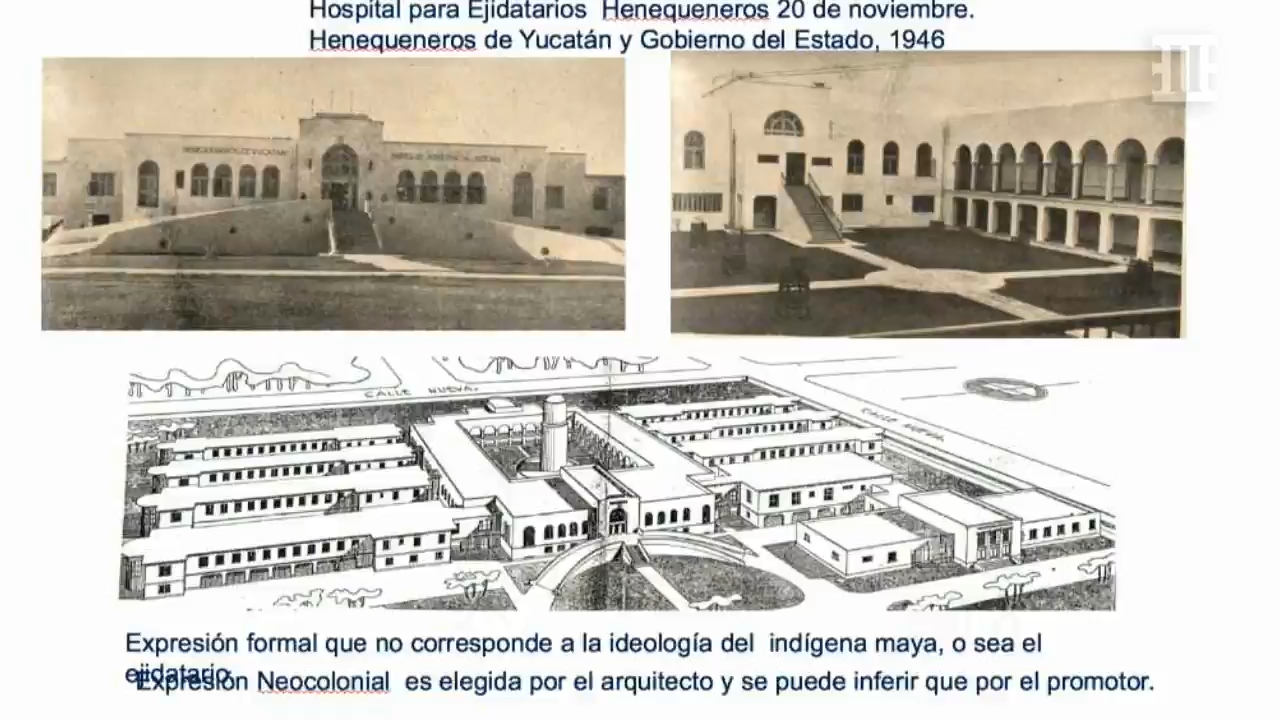 Hospital para Ejidatarios Henequeneros 20 de noviembre.
Henequeneros de Yucatán y Gobierno del Estado, 1946
CALLE NUEVA.
CALLE NUEVA.
Expresión formal que no corresponde a la ideología del indígena maya, o sea el
ejidatario
Expresión Neocolonial es elegida por el arquitecto y se puede inferir que por el promotor.